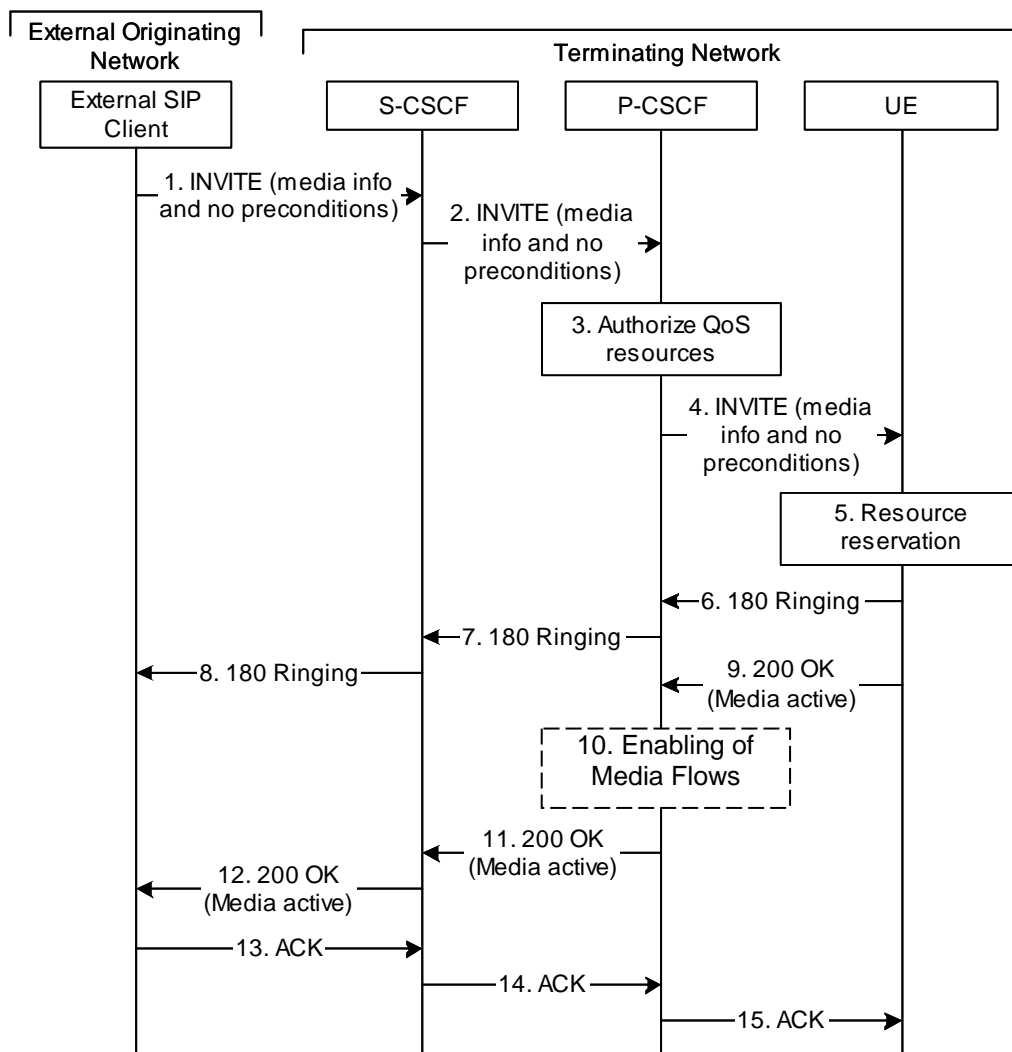 External Originating
Network
Terminating Network
External SIP
Client
S-CSCF
P-CSCF
UE
1. INVITE (media info
and no preconditions)
2. INVITE (media
info and no
preconditions)
3. Authorize QoS
resources
4. INVITE (media
info and no
preconditions)
5. Resource
reservation
6. 180 Ringing
7. 180 Ringing
8. 180 Ringing
9. 200 OK
(Media active)
10. Enabling of
Media Flows
11. 200 OK
(Media active)
12. 200 OK
(Media active)
13. ACK
14. ACK
15. ACK